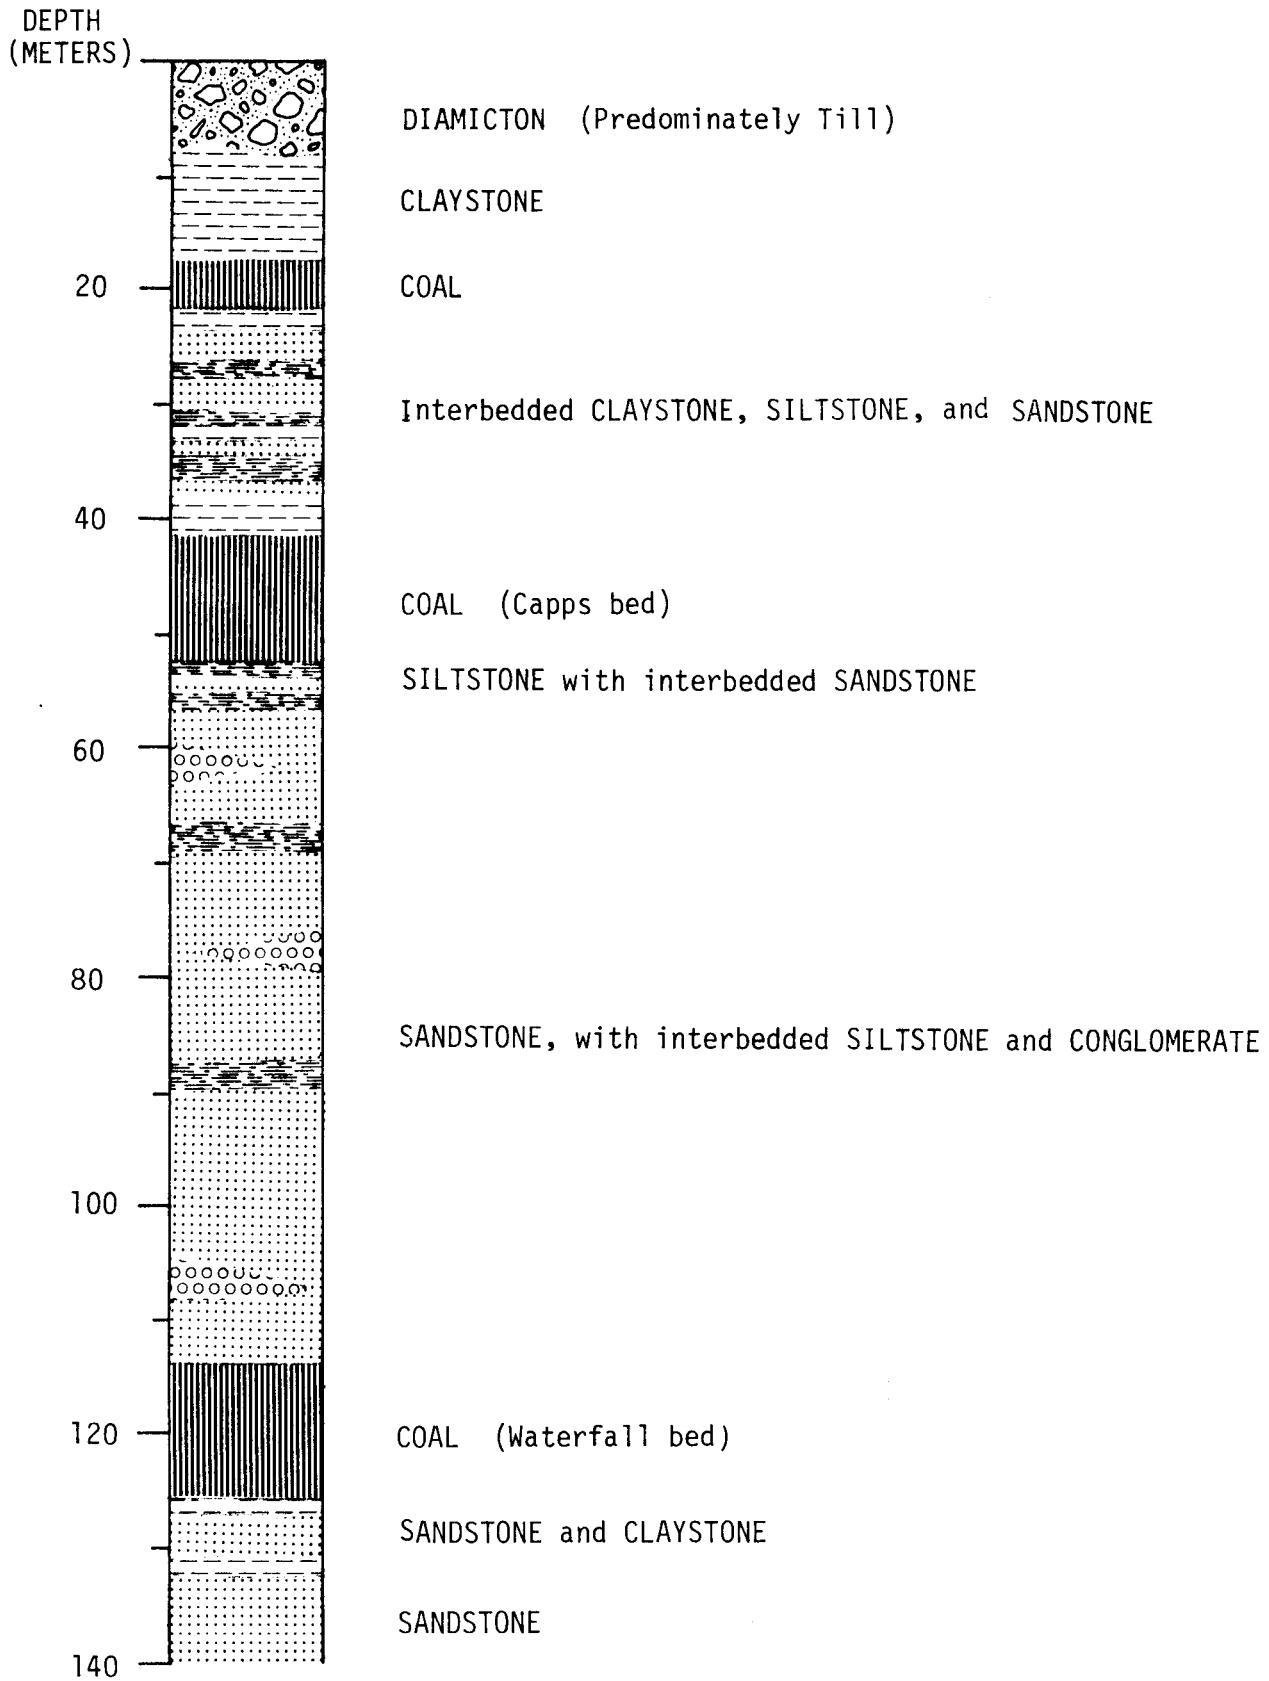 DEPTH
(METERS)
DIAMICTON (Predominately Till)
CLAYSTONE
20
COAL
Interbedded CLAYSTONE, SILTSTONE, and SANDSTONE
40
COAL (Capps bed)
SILTSTONE with interbedded SANDSTONE
60
80
SANDSTONE, with interbedded SILTSTONE and CONGLOMERATE
100
120
COAL (Waterfall bed)
SANDSTONE and CLAYSTONE
SANDSTONE
140